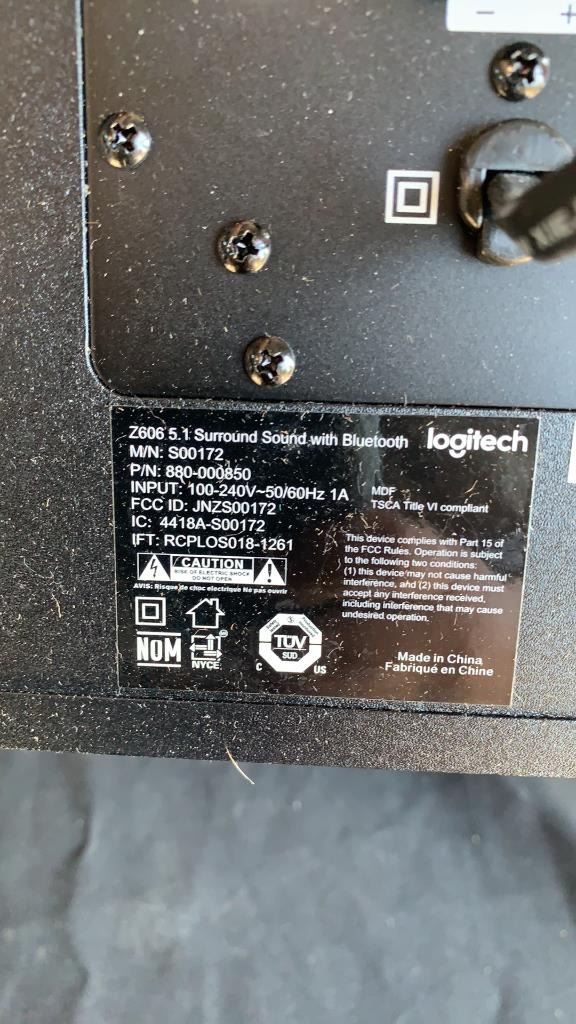 − +
Z606 5.1 Surround Sound with Bluetooth
logitech
M/N: S00172
P/N: 880-000850
INPUT: 100-240V~50/60Hz 1A
FCC ID: JNZS00172
IC: 4418A-S00172
IFT: RCPLOS018-1261
MDF
TSCA Title VI compliant
This device complies with Part 15 of
the FCC Rules. Operation is subject
to the following two conditions:
(1) this device may not cause harmful
interference, and (2) this device must
accept any interference received,
including interference that may cause
undesired operation.
CAUTION
RISK OF ELECTRIC SHOCK
DO NOT OPEN
AVIS: Risque de choc electrique Ne pas ouvrir
NOM
NYCE
TÜV
SÜD
C US
Made in China
Fabriqué en Chine